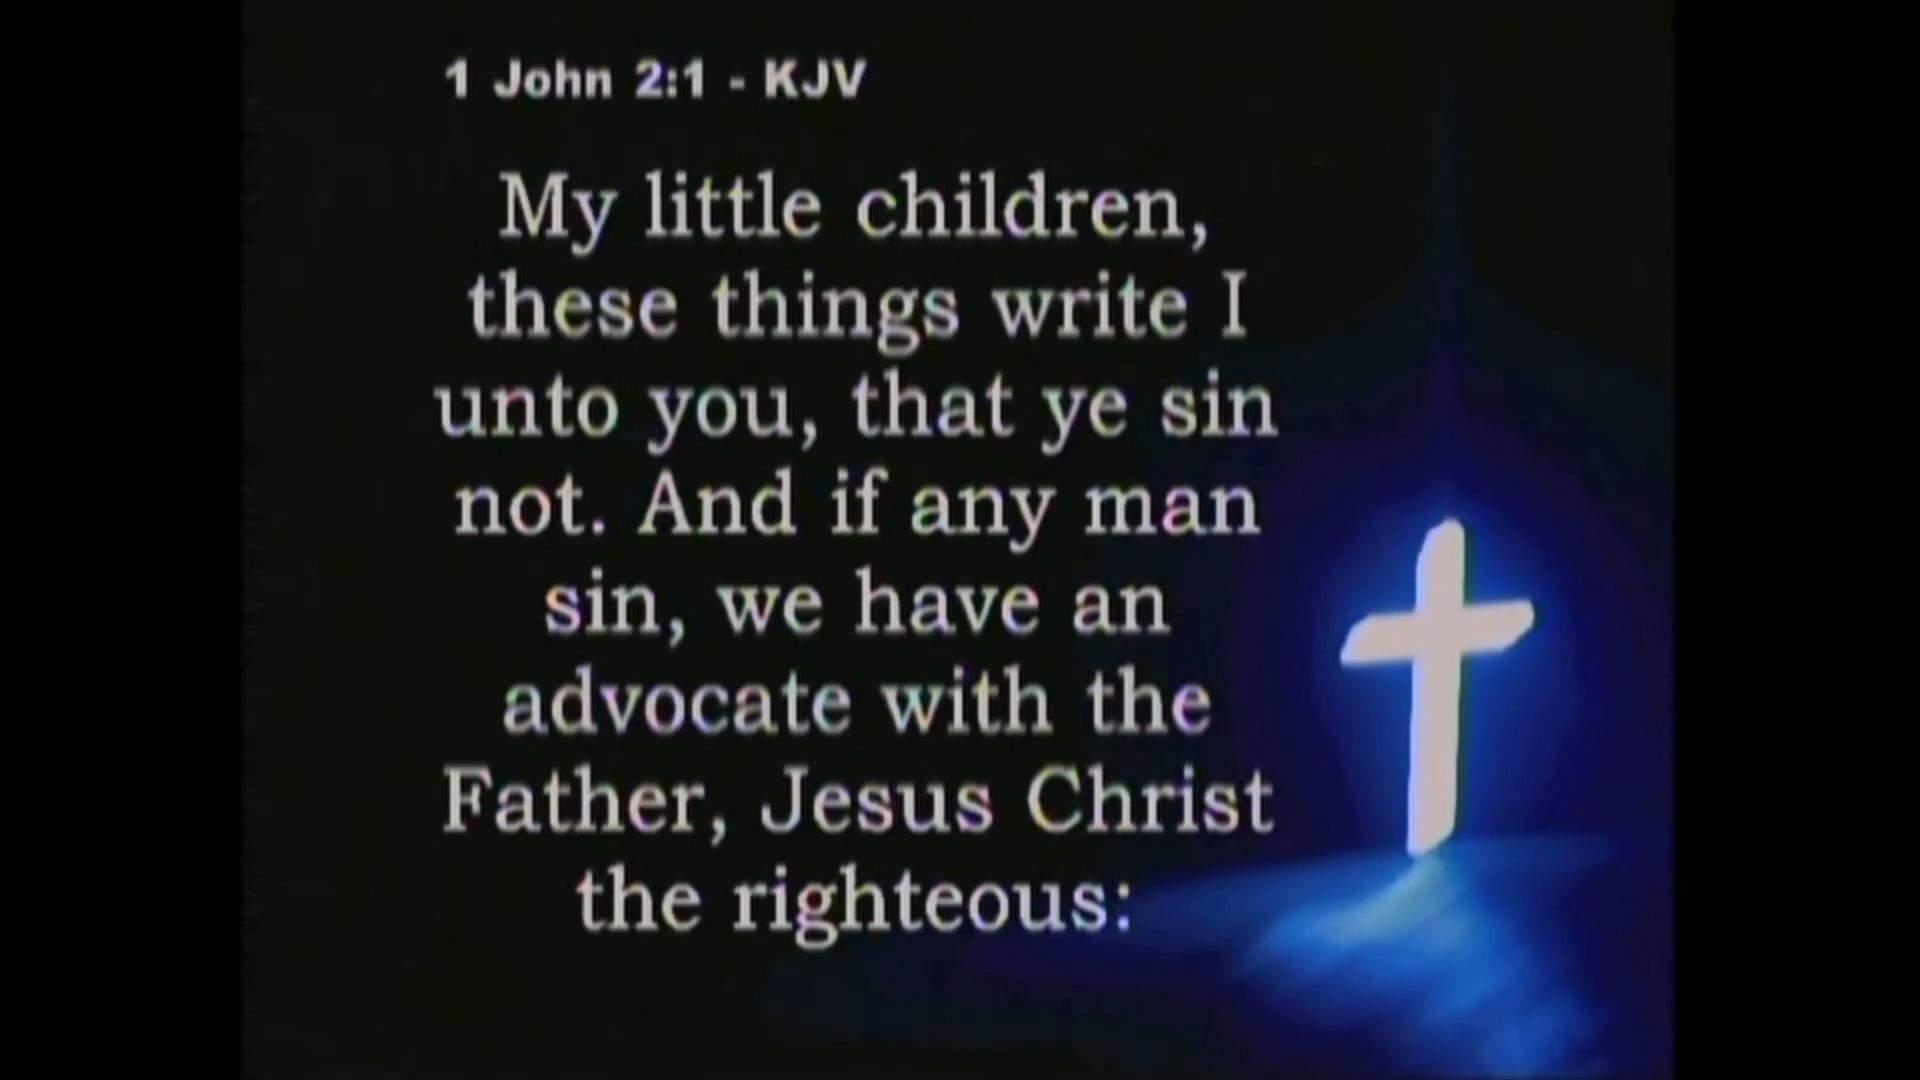 1 John 2:1 - KJV
My little children,
these things write I
unto you, that ye sin
not. And if any man
sin, we have an
advocate with the
Father, Jesus Christ
the righteous: